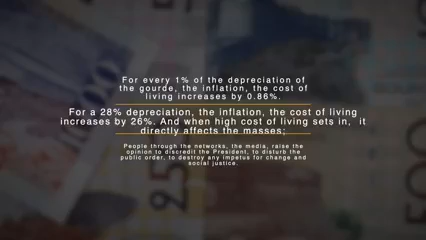 For every 1% of the depreciation of
the gourde, the inflation, the cost of
living increases by 0.86%.
For a 28% depreciation, the inflation, the cost of living
increases by 26%. And when high cost of living sets in, it
directly affects the masses;
People through the networks, the media, raise the
opinion to discredit the President, to disturb the
public order, to destroy any impetus for change and
social justice.